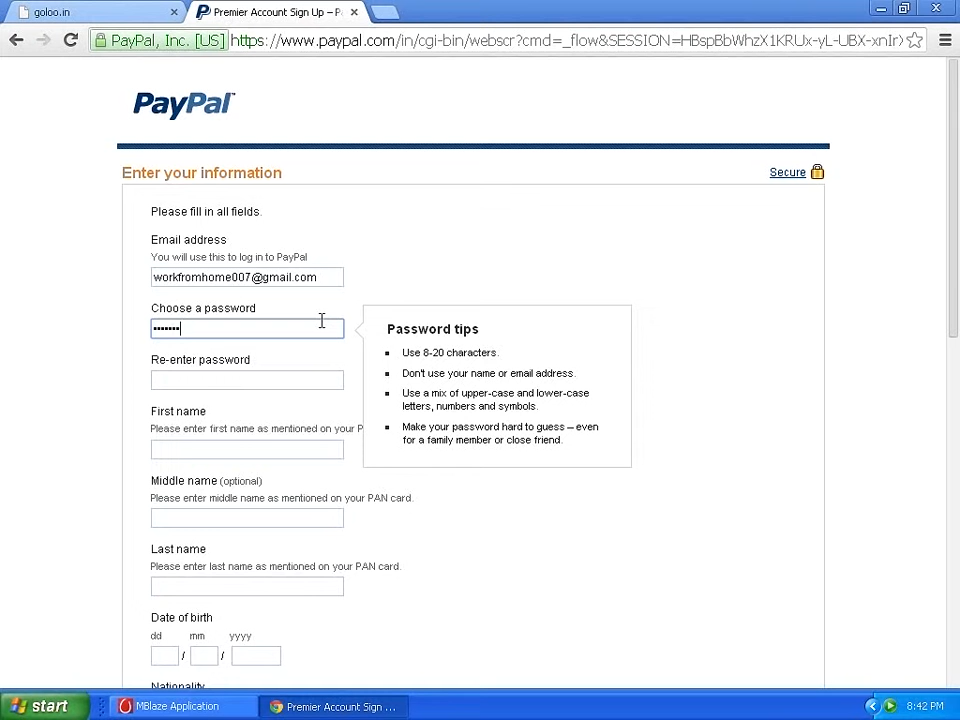 goloo.in
Premier Account Sign Up – P
PayPal, Inc. [US] https://www.paypal.com/in/cgi-bin/webscr?cmd=_flow&SESSION=HBspBbWhzX1KRUx-yL-UBX-xnIr
PayPal
Enter your information
Secure
Please fill in all fields.
Email address
You will use this to log in to PayPal
workfromhome007@gmail.com
Choose a password
•••••••
Password tips
Use 8-20 characters.
Don't use your name or email address.
Use a mix of upper-case and lower-case
letters, numbers and symbols.
Make your password hard to guess – even
for a family member or close friend.
Re-enter password
First name
Please enter first name as mentioned on your P
Middle name (optional)
Please enter middle name as mentioned on your PAN card.
Last name
Please enter last name as mentioned on your PAN card.
Date of birth
dd mm yyyy
/ /
Nationality
start
MBlaze Application
Premier Account Sign ...
8:42 PM